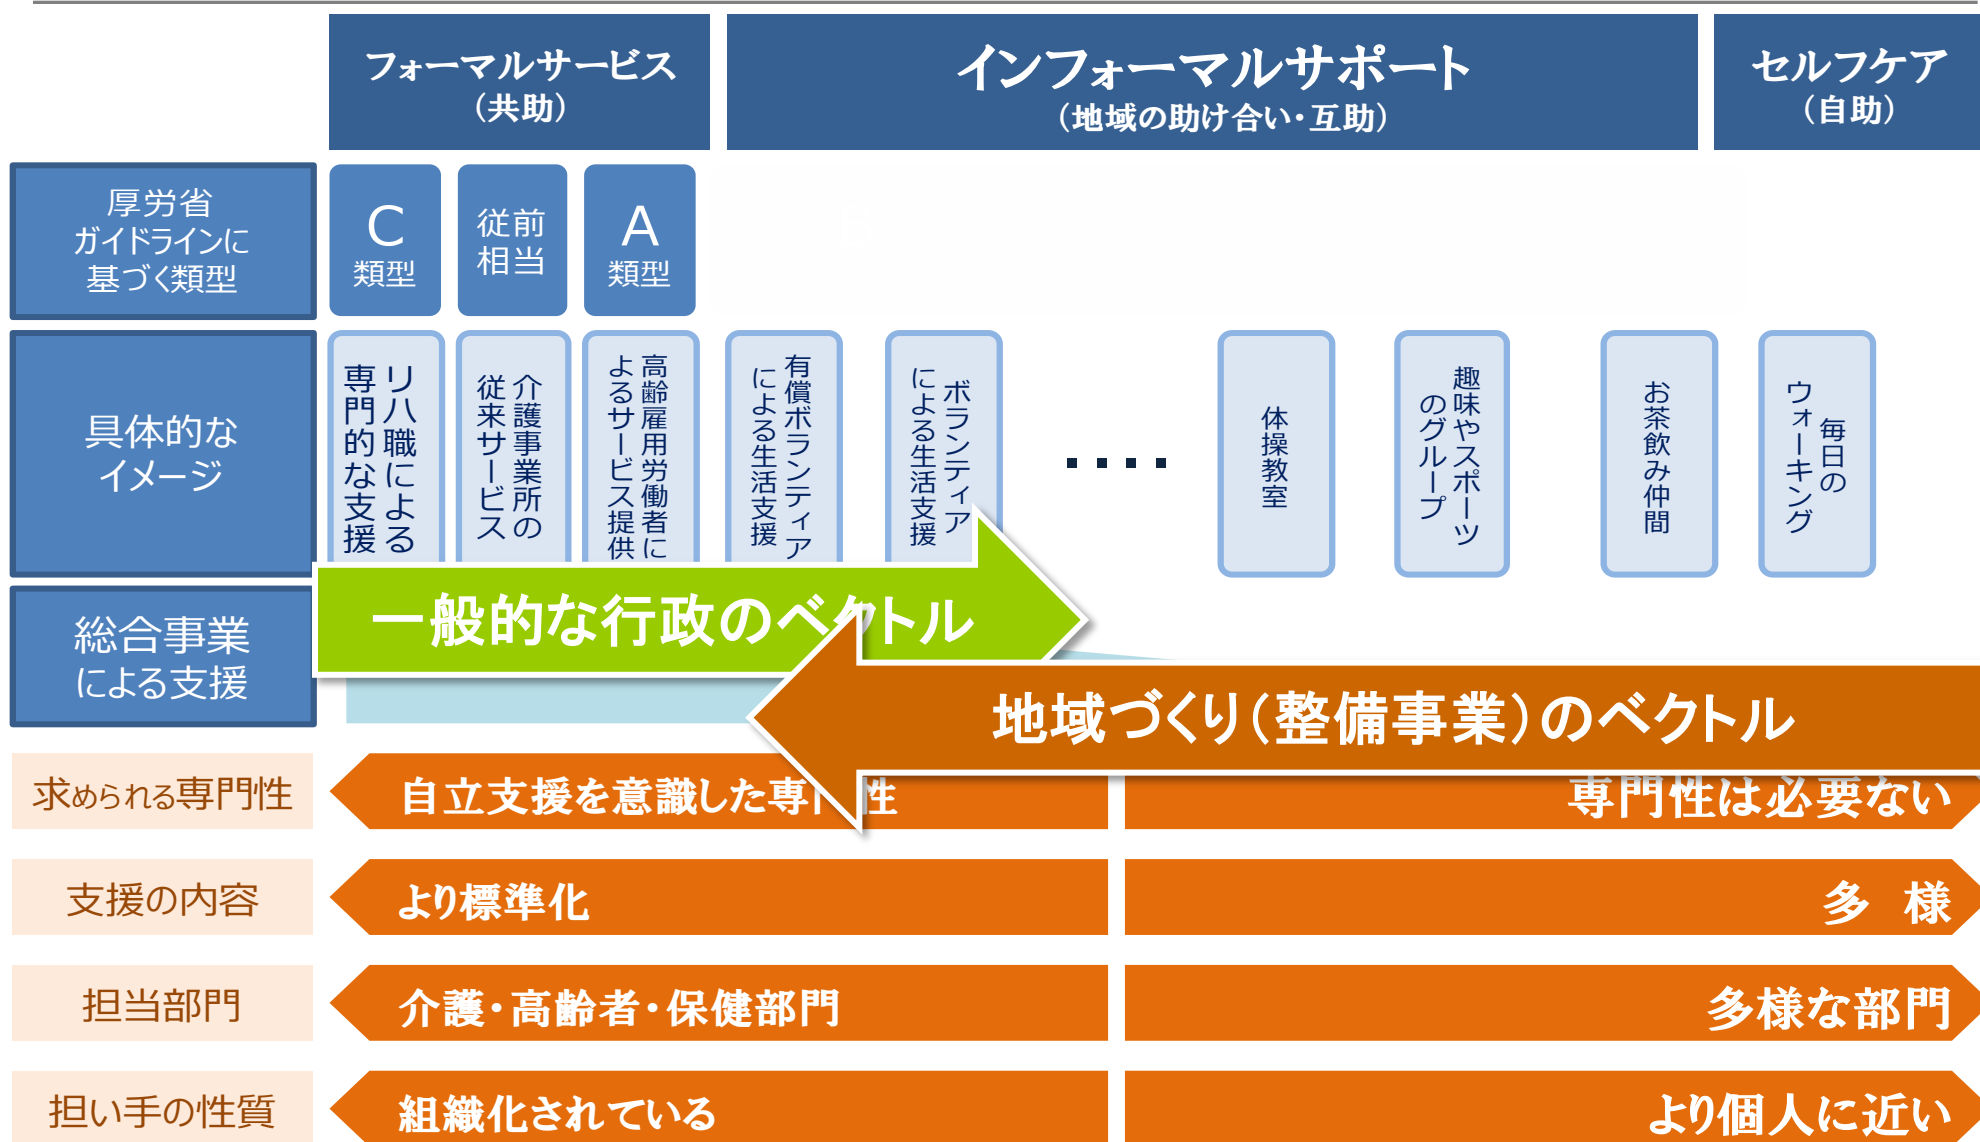 フォーマルサービス
（共助）
インフォーマルサポート
（地域の助け合い・互助）
セルフケア
（自助）
厚労省
ガイドラインに
基づく類型
C
類型
従前
相当
A
類型
具体的な
イメージ
リハ職による
専門的な支援
介護事業所の
従来サービス
高齢雇用労働者に
よるサービス提供
有償ボランティア
による生活支援
ボランティア
による生活支援
・・・・
体操教室
趣味やスポーツ
のグループ
お茶飲み仲間
毎日の
ウォーキング
総合事業
による支援
一般的な行政のベクトル
地域づくり（整備事業）のベクトル
求められる専門性
自立支援を意識した専門性
専門性は必要ない
支援の内容
より標準化
多　様
担当部門
介護・高齢者・保健部門
多様な部門
担い手の性質
組織化されている
より個人に近い